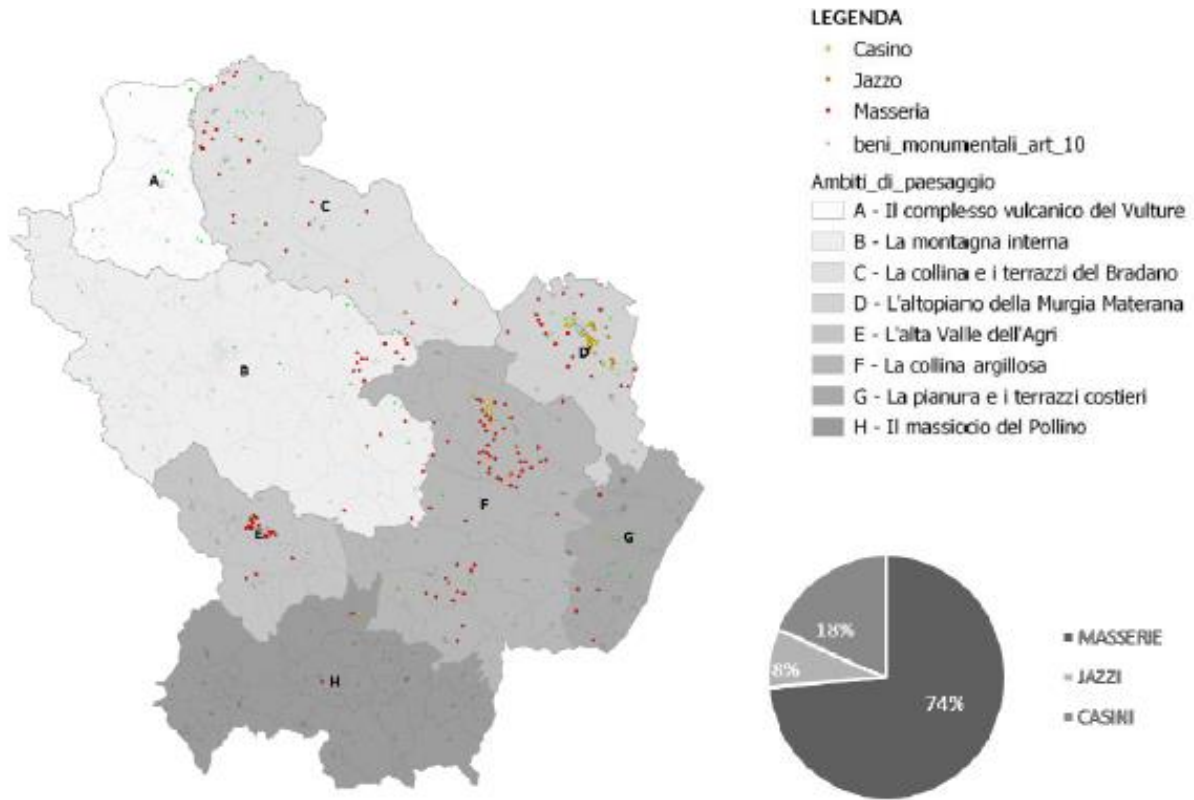 LEGENDA
Casino
Jazzo
Masseria
beni_monumentali_art_10
Ambiti_di_paesaggio
A - Il complesso vulcanico del Vulture
B - La montagna interna
C - La collina e i terrazzi del Bradano
D - L'altopiano della Murgia Materana
E - L'alta Valle dell'Agri
F - La collina argillosa
G - La pianura e i terrazzi costieri
H - Il massiocio del Pollino
A
C
D
B
F
E
G
H
18%
8%
74%
MASSERIE
JAZZI
CASINI